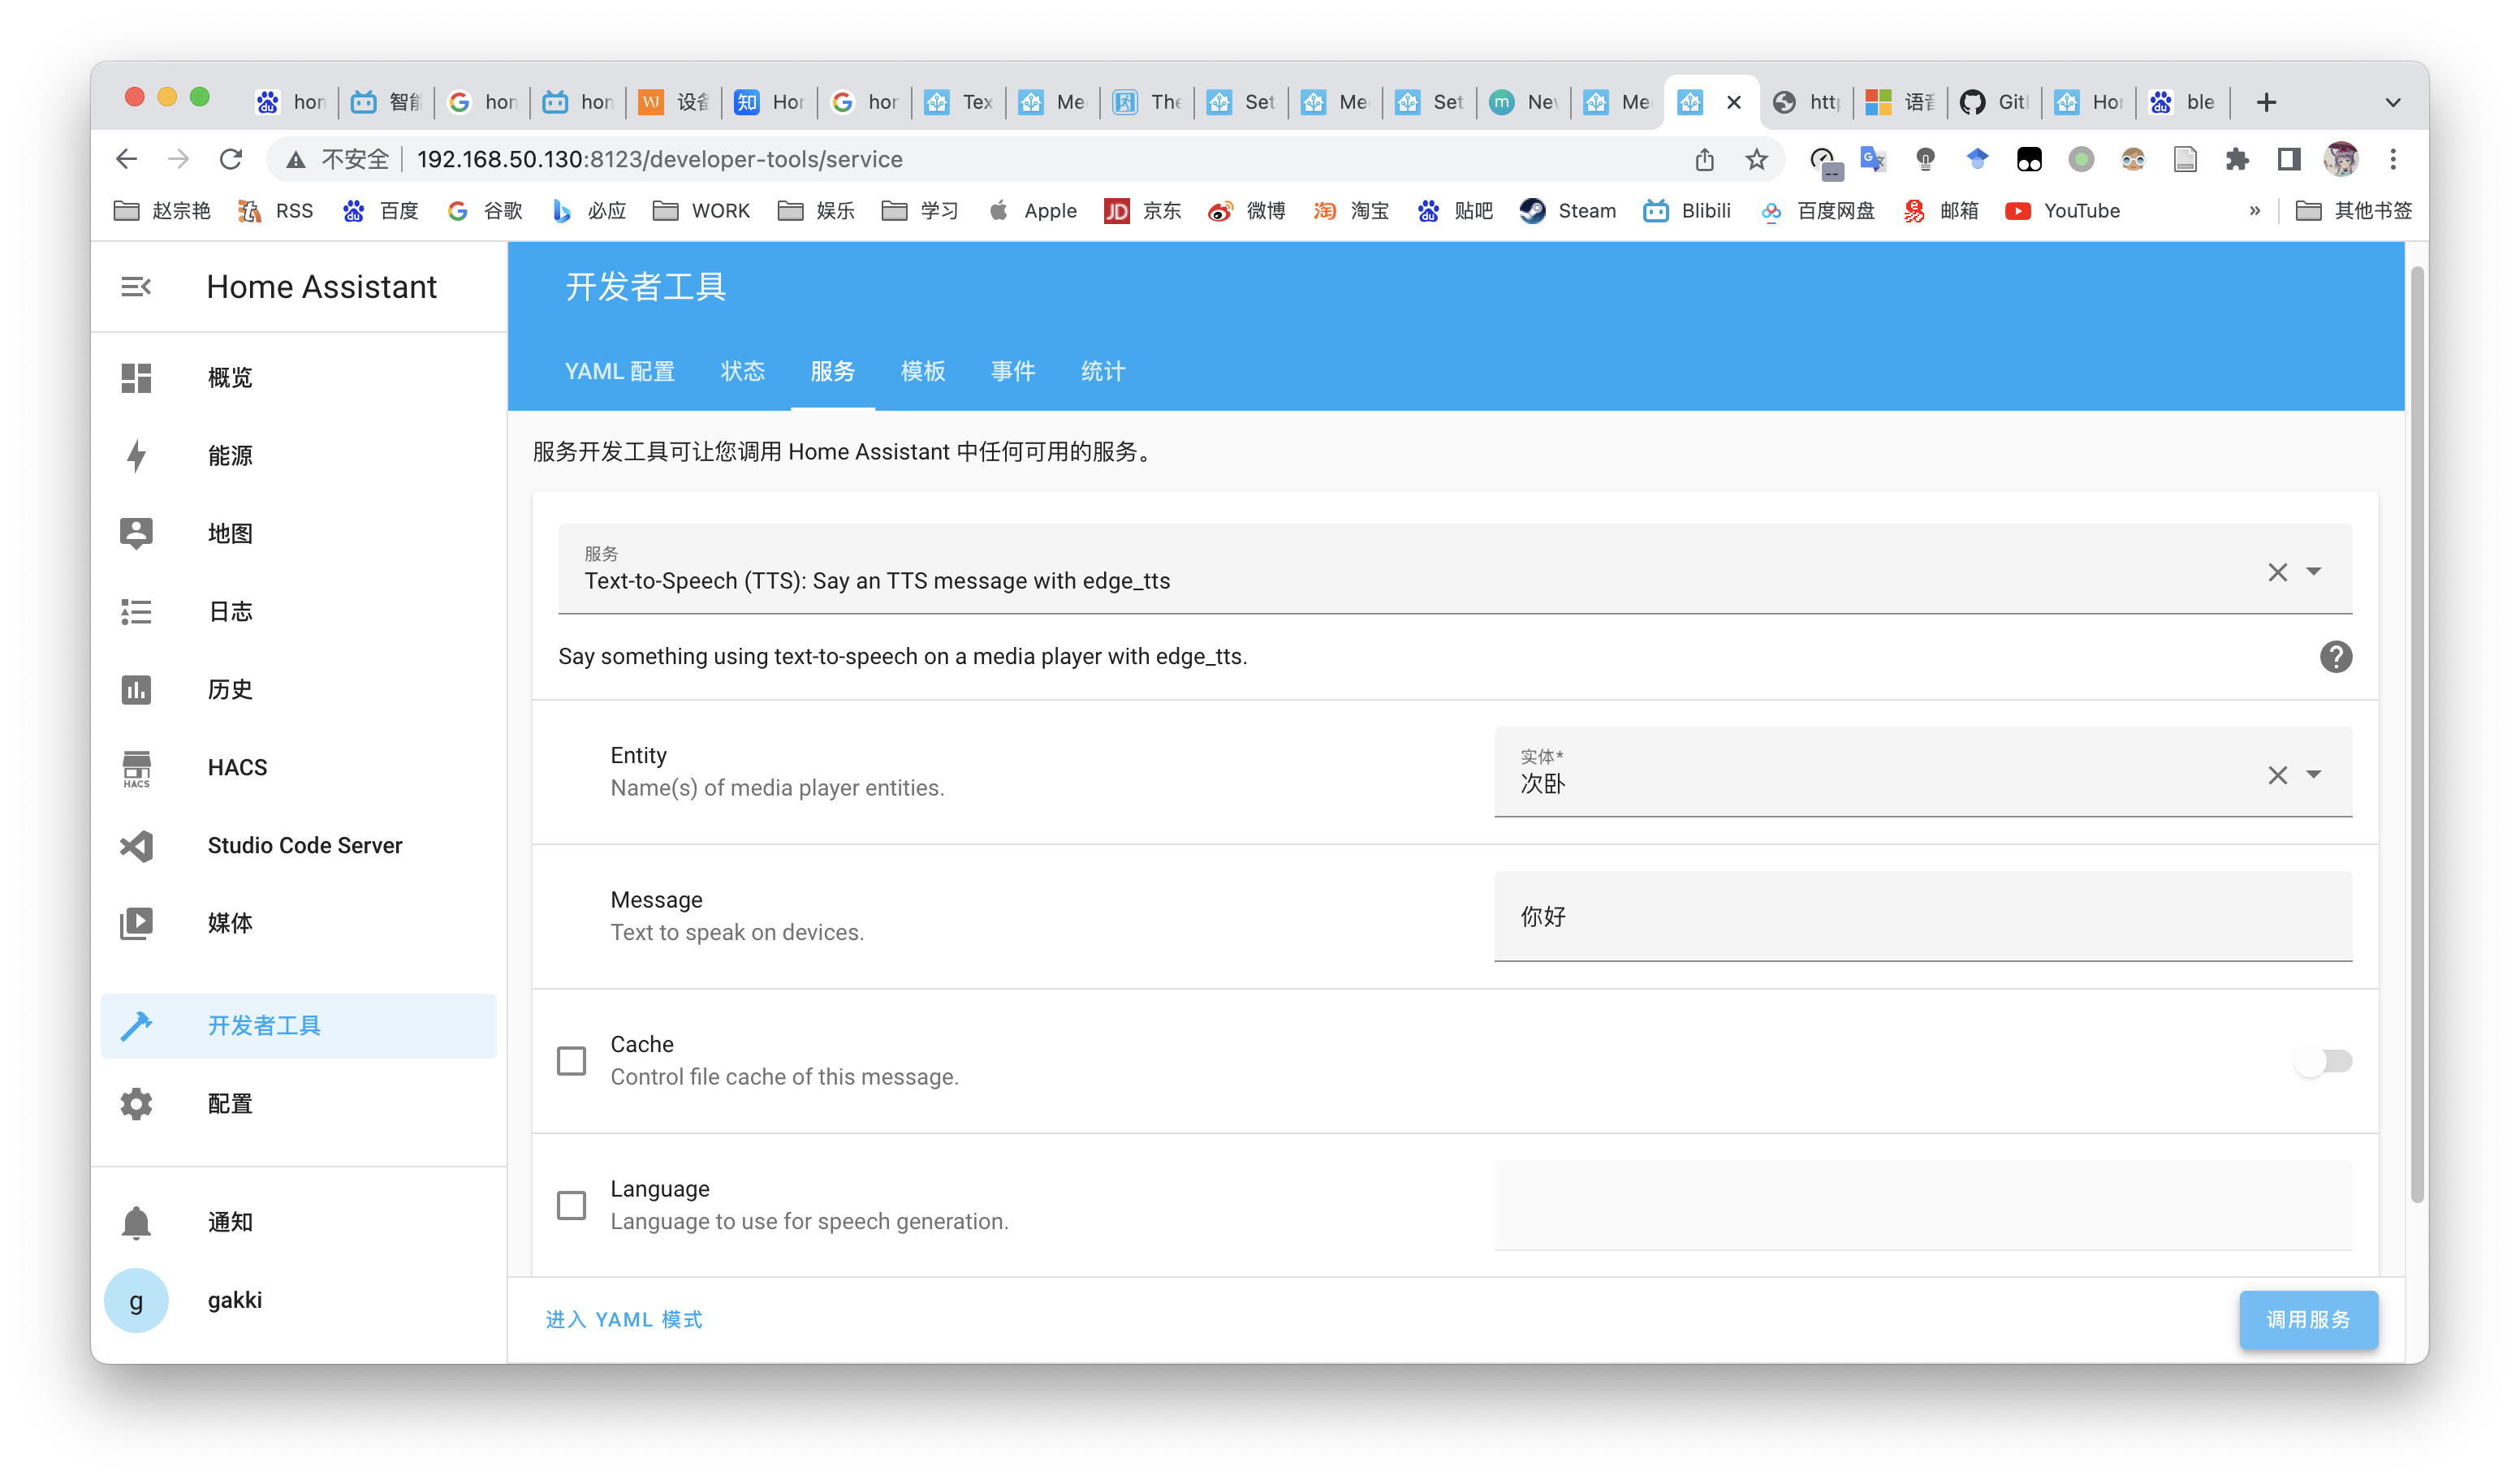 hon
智能
hon
hon
设备
Hor
hor
Tex
Me
The
Set
Me
Set
Nev
Me
http
语音
Git
Hor
ble
不安全
192.168.50.130:8123/developer-tools/service
赵宗艳
RSS
百度
谷歌
必应
WORK
娱乐
学习
Apple
京东
微博
淘宝
贴吧
Steam
Blibili
百度网盘
邮箱
YouTube
»
其他书签
Home Assistant
概览
能源
地图
日志
历史
HACS
HACS
Studio Code Server
媒体
开发者工具
配置
通知
g
gakki
开发者工具
YAML 配置
状态
服务
模板
事件
统计
服务开发工具可让您调用 Home Assistant 中任何可用的服务。
服务
Text-to-Speech (TTS): Say an TTS message with edge_tts
Say something using text-to-speech on a media player with edge_tts.
Entity
Name(s) of media player entities.
实体*
次卧
Message
Text to speak on devices.
你好
Cache
Control file cache of this message.
Language
Language to use for speech generation.
进入 YAML 模式
调用服务